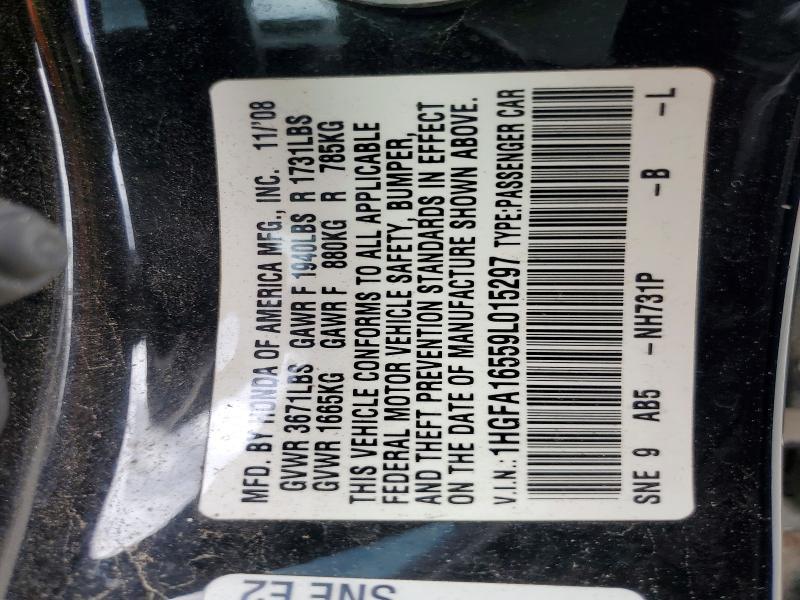 MFD. BY HONDA OF AMERICA MFG., INC. 11/'08
GVWR 3671LBS GAWR F 1940LBS R 1731LBS
GVWR 1665KG GAWR F 880KG R 785KG
THIS VEHICLE CONFORMS TO ALL APPLICABLE
FEDERAL MOTOR VEHICLE SAFETY, BUMPER,
AND THEFT PREVENTION STANDARDS IN EFFECT
ON THE DATE OF MANUFACTURE SHOWN ABOVE.
V.I.N.:1HGFA16559L015297 TYPE:PASSENGER CAR
SNE 9 AB5 -NH731P -B -L
SNE E2